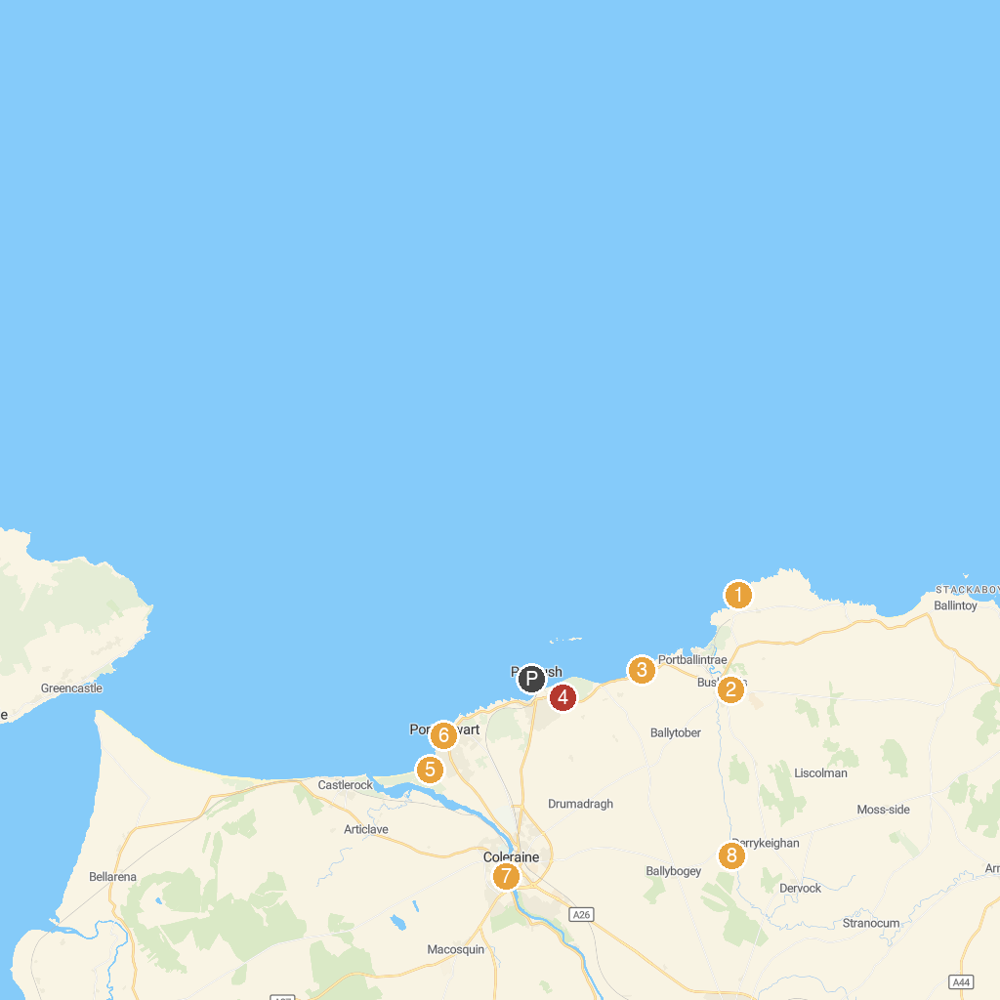 1
STACKABOY
Ballintoy
Portballintrae
3
P
4
2
Greencastle
e
6
Ballytober
5
Castlerock
Liscolman
Drumadragh
Moss-side
Articlave
Derrykeighan
8
Coleraine
7
Ballybogey
Bellarena
Dervock
A26
Stranocum
Macosquin
A44